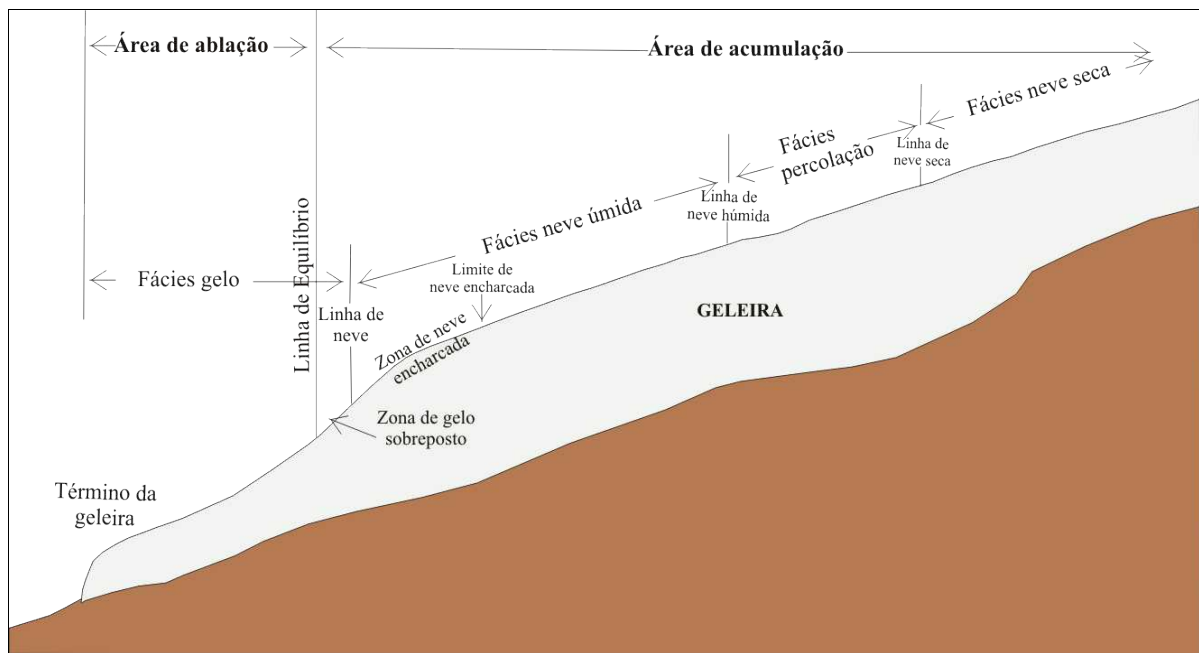 Área de ablação
Área de acumulação
Fácies neve seca
Fácies
percolação
Linha de
neve seca
Fácies neve úmida
Linha de
neve húmida
Fácies gelo
Linha de Equilíbrio
Linha de
neve
Limite de
neve encharcada
Zona de neve
encharcada
GELEIRA
Zona de gelo
sobreposto
Término da
geleira